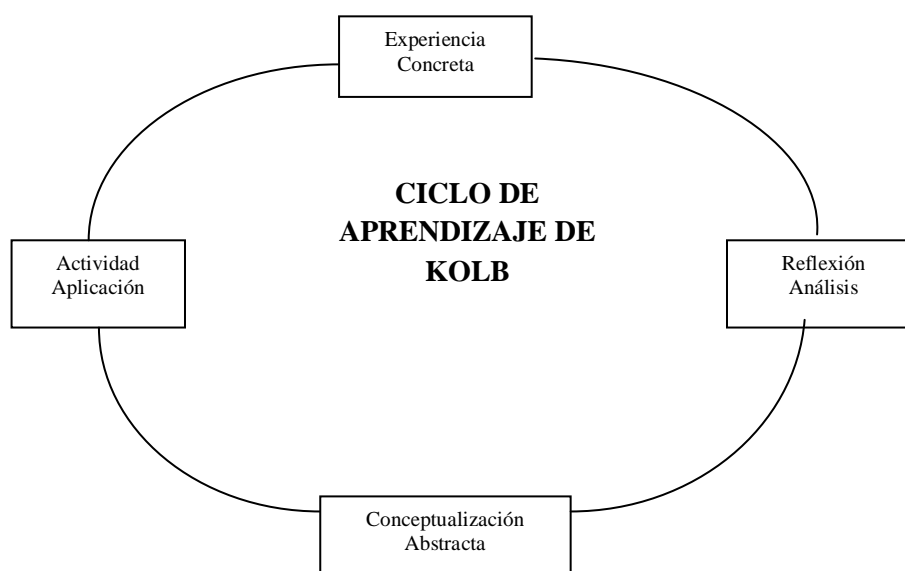 Experiencia
Concreta
CICLO DE
APRENDIZAJE DE
KOLB
Actividad
Aplicación
Reflexión
Análisis
Conceptualización
Abstracta